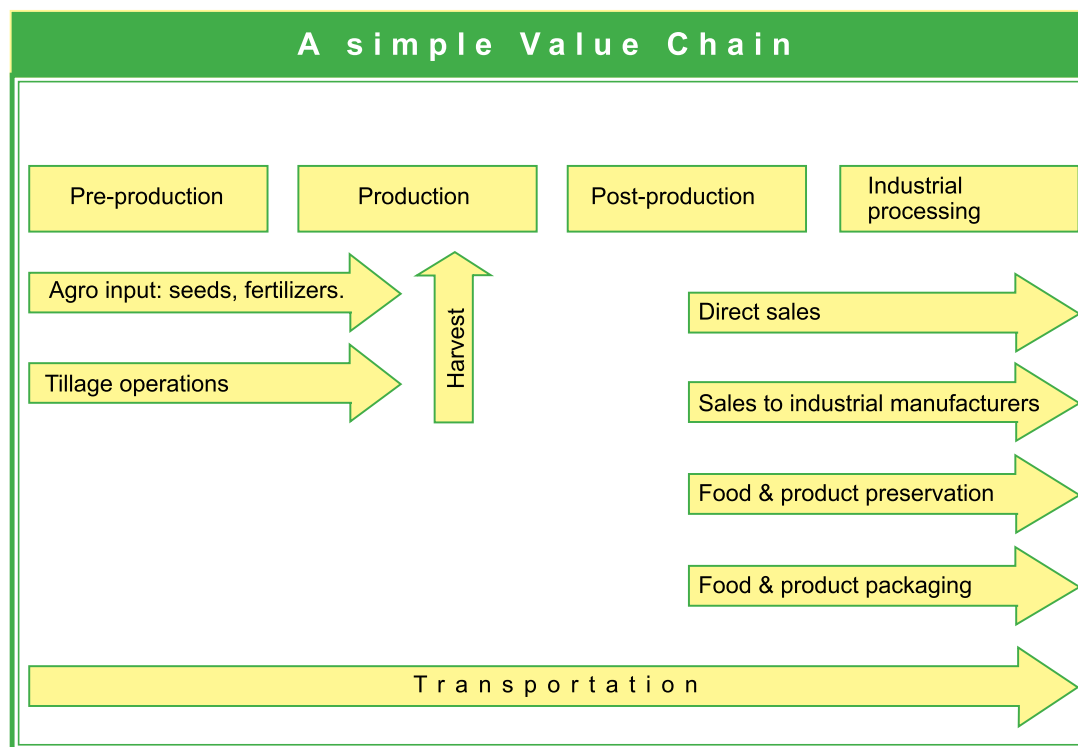 A simple Value Chain
Pre-production
Production
Post-production
Industrial
processing
Agro input: seeds, fertilizers.
Tillage operations
Harvest
Direct sales
Sales to industrial manufacturers
Food & product preservation
Food & product packaging
Transportation